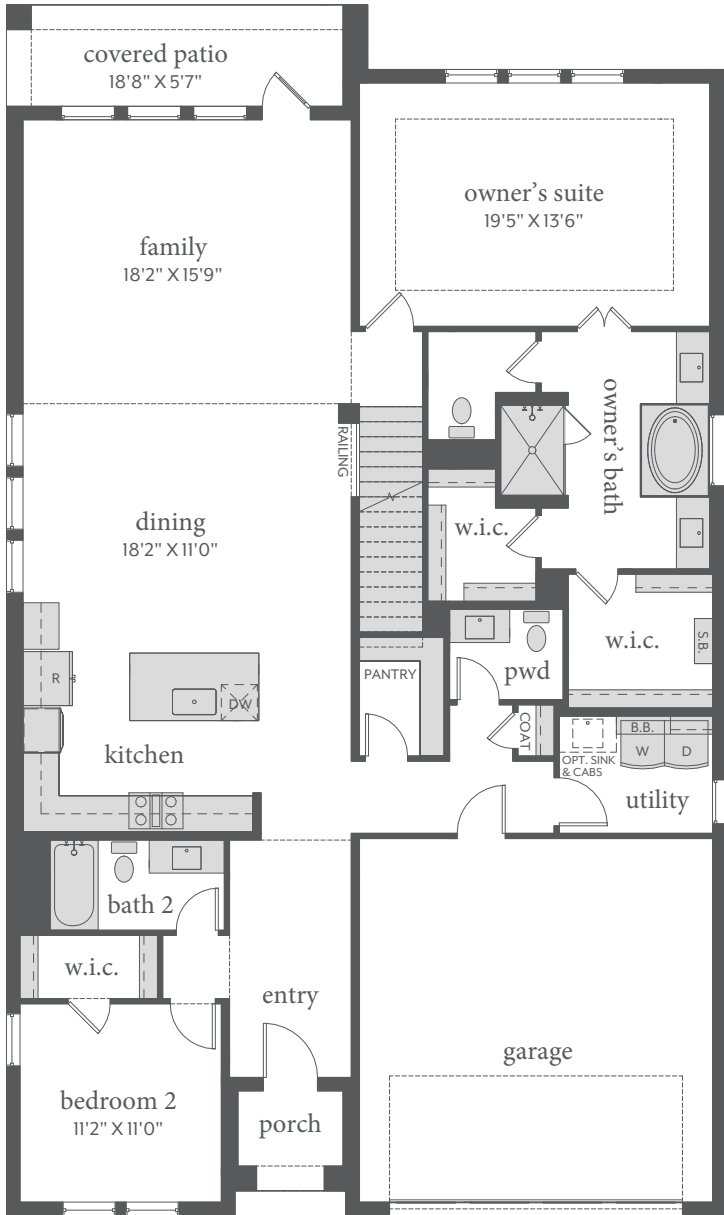 covered patio
18'8" X 5'7"
owner's suite
19'5" X 13'6"
family
18'2" X 15'9"
owner's bath
RAILING
dining
18'2" X 11'0"
w.i.c.
w.i.c.
S.B.
R
DW
PANTRY
pwd
COAT
kitchen
OPT. SINK
& CABS
B.B.
W
D
utility
bath 2
w.i.c.
entry
garage
bedroom 2
11'2" X 11'0"
porch